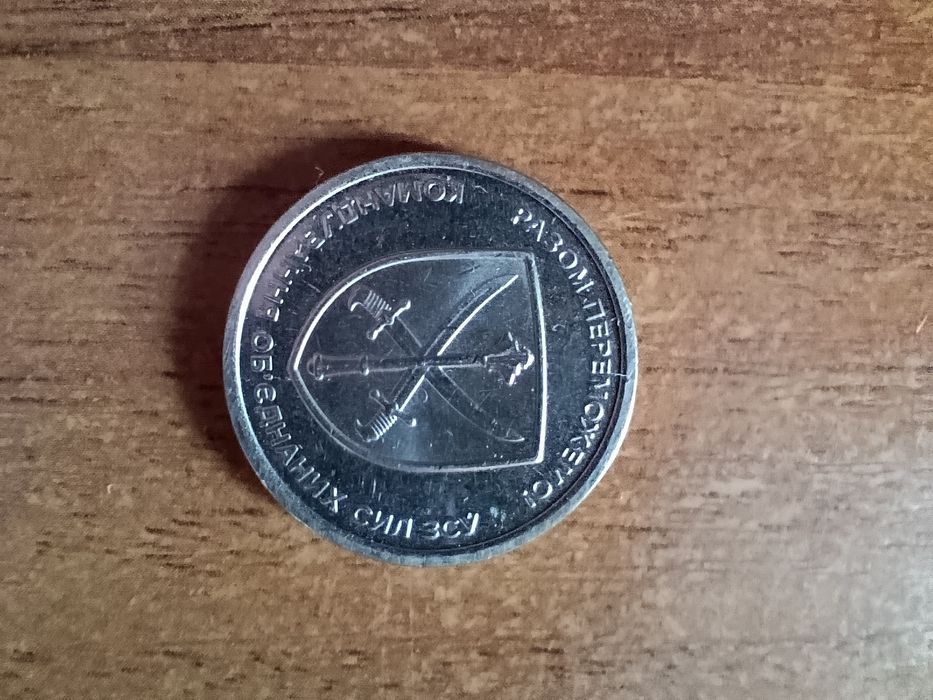 РАЗОМ ПЕРЕМОЖЕМО!
КОМАНДУВАННЯ ОБ'ЄДНАНИХ СИЛ ЗСУ